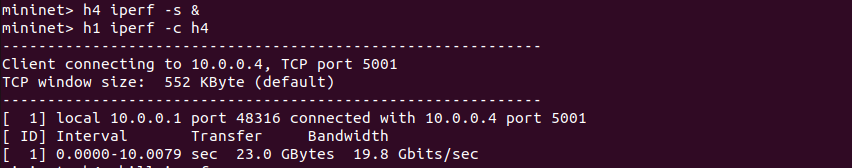 mininet> h4 iperf -s &
mininet> h1 iperf -c h4
------------------------------------------------------------
Client connecting to 10.0.0.4, TCP port 5001
TCP window size:  552 KByte (default)
------------------------------------------------------------
[  1] local 10.0.0.1 port 48316 connected with 10.0.0.4 port 5001
[ ID] Interval       Transfer     Bandwidth
[  1] 0.0000-10.0079 sec  23.0 GBytes  19.8 Gbits/sec